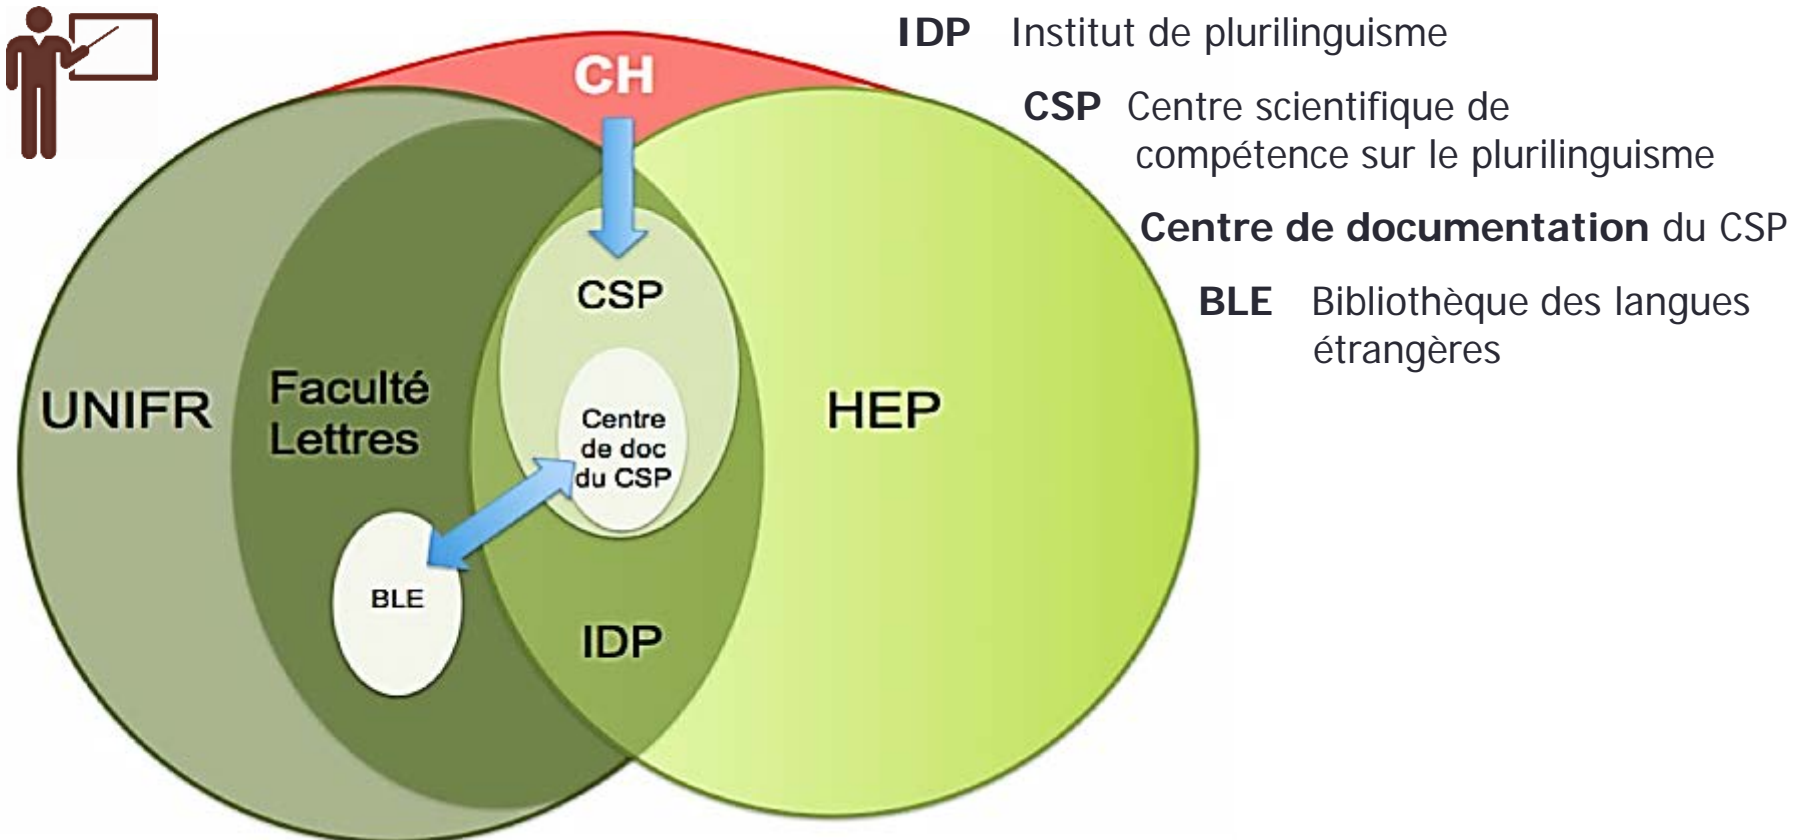 CH
CSP
Faculté
Lettres
UNIFR
HEP
Centre
de doc
du CSP
BLE
IDP
IDP Institut de plurilinguisme
CSP Centre scientifique de
compétence sur le plurilinguisme
Centre de documentation du CSP
BLE Bibliothèque des langues
étrangères